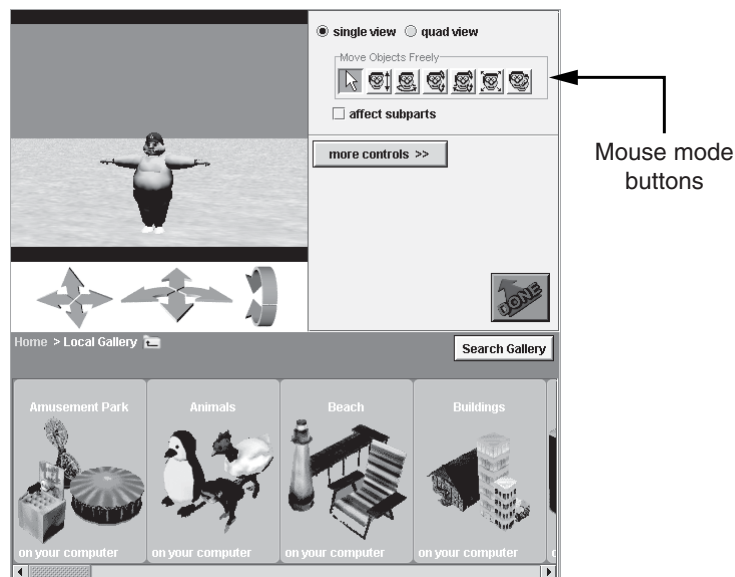 single view quad view
Move Objects Freely
affect subparts
more controls >>
Mouse mode
buttons
DONE
Home > Local Gallery
Search Gallery
Amusement Park Animals Beach Buildings
on your computer on your computer on your computer on your computer